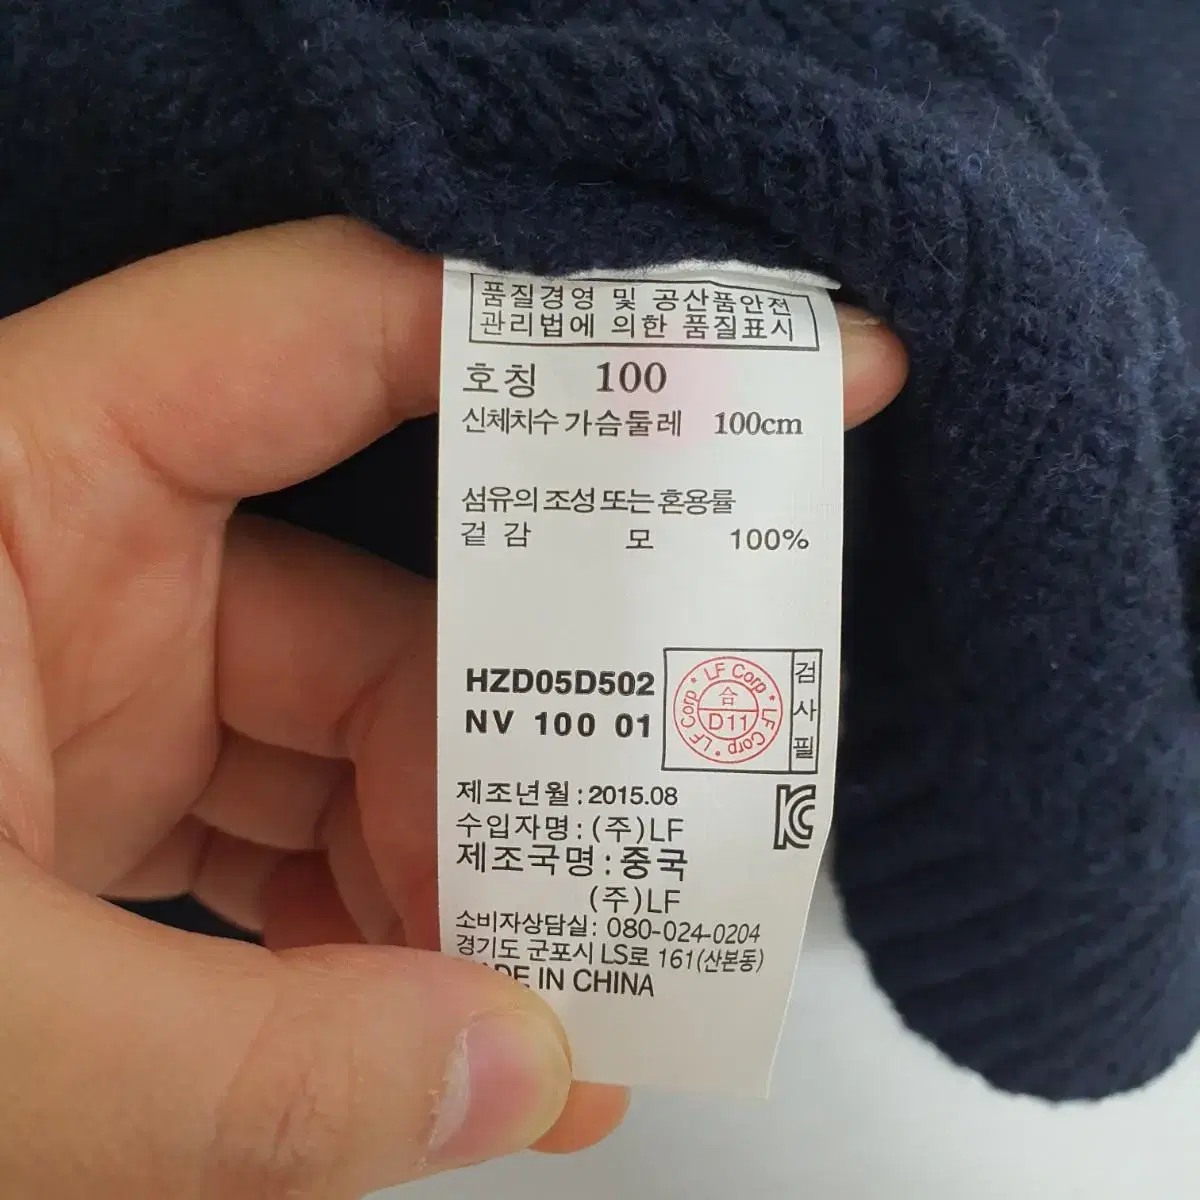 품질경영 및 공산품안전
관리법에 의한 품질표시
호칭 100
신체치수 가슴둘레 100cm
섬유의 조성 또는 혼용률
겉 감 모 100%
HZD05D502
NV 100 01
LF Corp · LF Corp · LF Corp ·
合
D11
검사필
제조년월 : 2015.08
수입자명 : (주)LF
제조국명 : 중국
(주)LF
소비자상담실: 080-024-0204
경기도 군포시 LS로 161(산본동)
IN CHINA